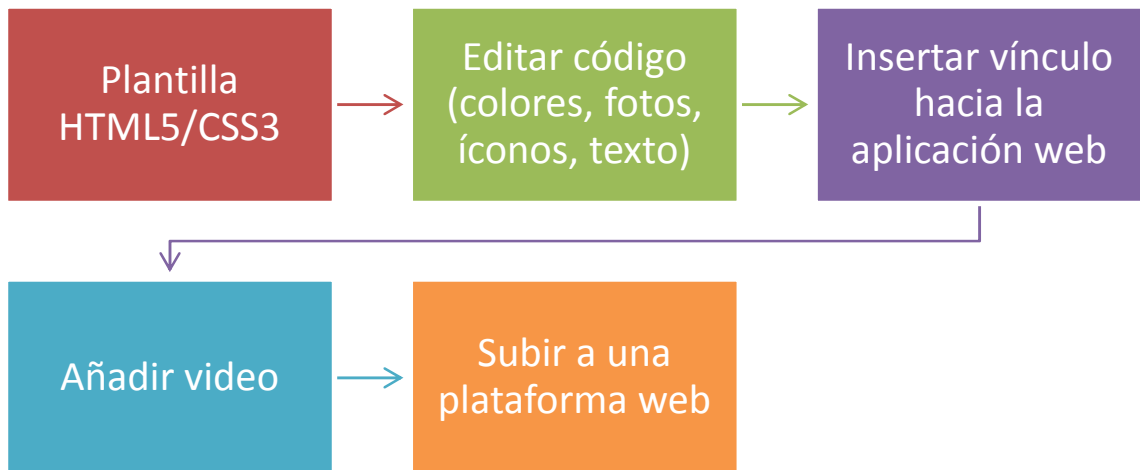 Plantilla
HTML5/CSS3
Editar código
(colores, fotos,
íconos, texto)
Insertar vínculo
hacia la
aplicación web
Añadir video
Subir a una
plataforma web